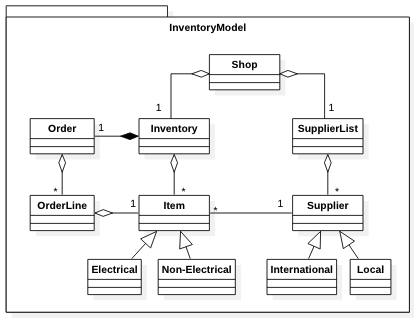 InventoryModel
Shop
1
1
Order
1
Inventory
SupplierList
*
*
*
OrderLine
1
Item
*
1
Supplier
Electrical
Non-Electrical
International
Local